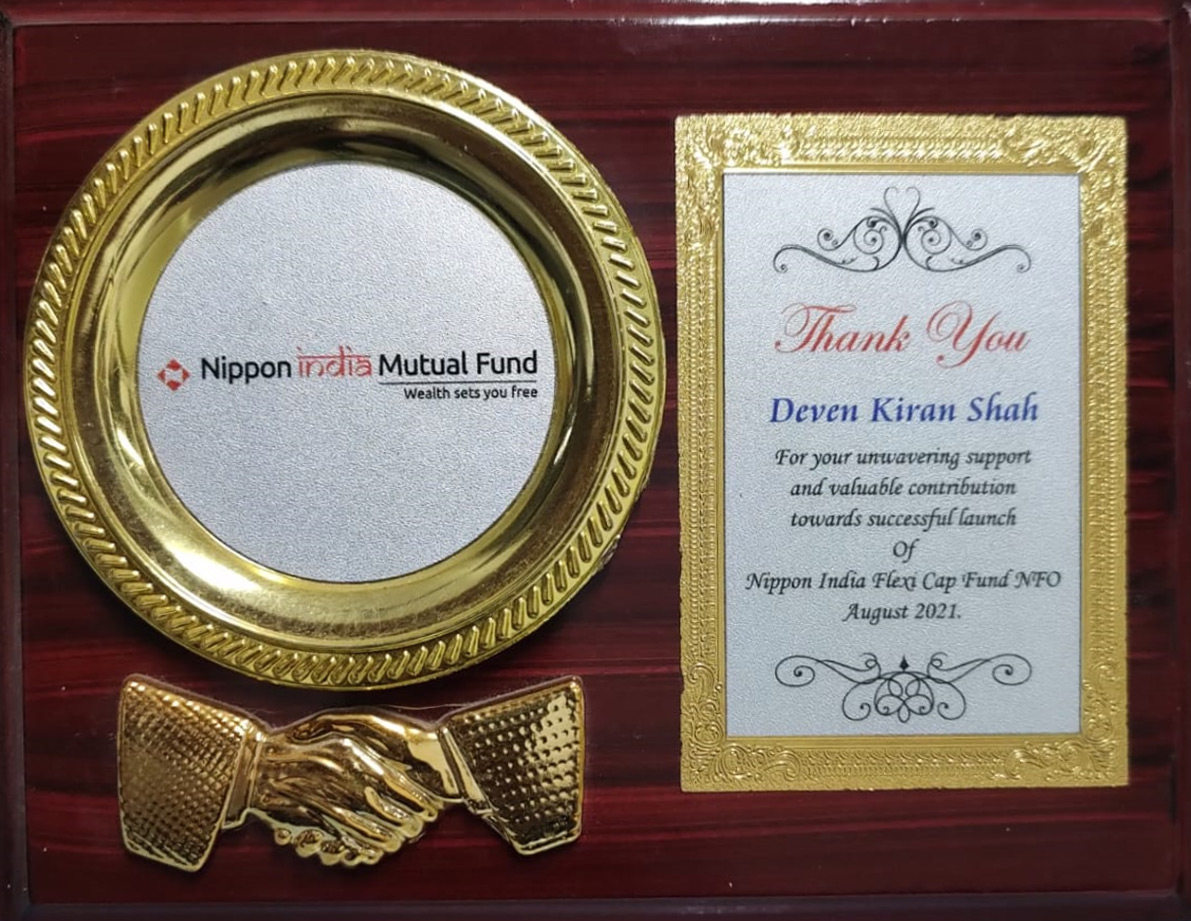 Nippon india Mutual Fund
Wealth sets you free
Thank You
Deven Kiran Shah
For your unwavering support
and valuable contribution
towards successful launch
Of
Nippon India Flexi Cap Fund NFO
August 2021.